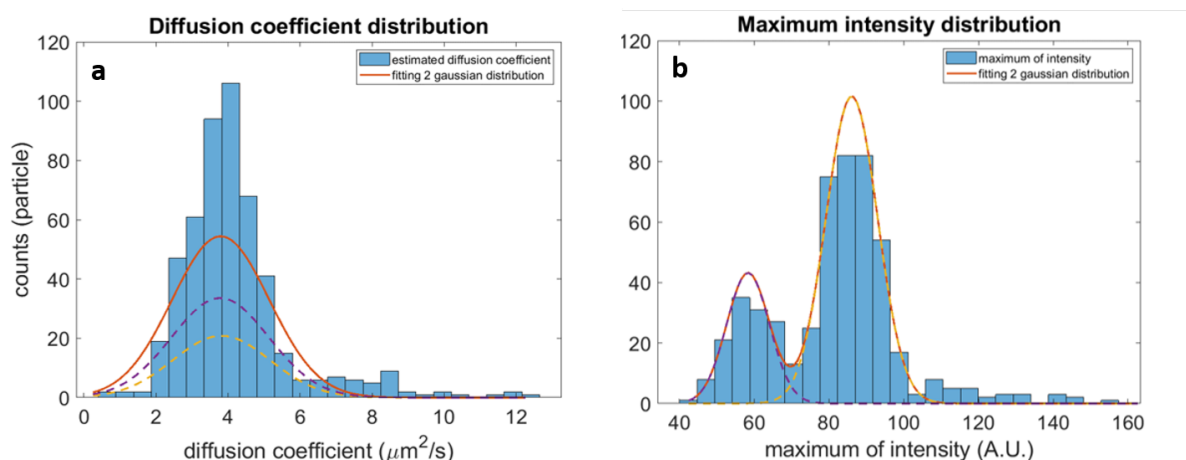 Diffusion coefficient distribution
a
estimated diffusion coefficient
fitting 2 gaussian distribution
120
100
80
60
40
20
0
counts (particle)
0 2 4 6 8 10 12
diffusion coefficient (μm²/s)
Maximum intensity distribution
b
maximum of intensity
fitting 2 gaussian distribution
120
100
80
60
40
20
0
40 60 80 100 120 140 160
maximum of intensity (A.U.)